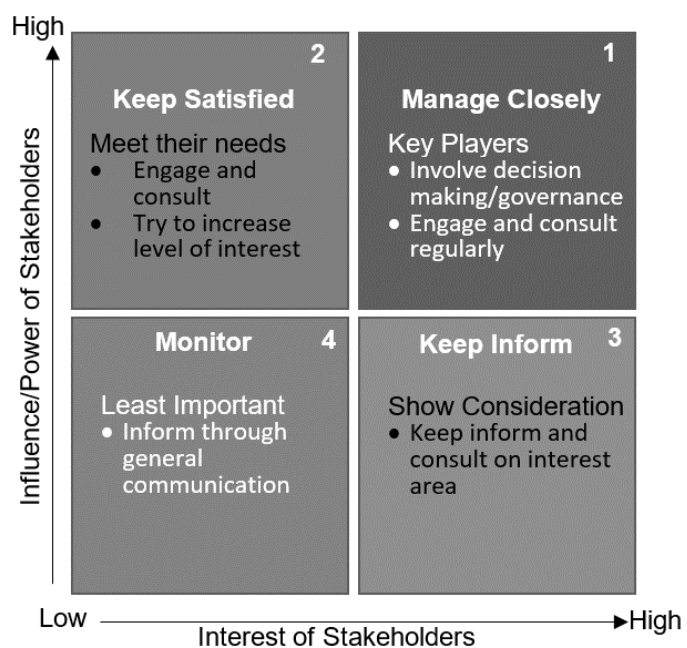 High
2
Keep Satisfied
Meet their needs
● Engage and
consult
● Try to increase
level of interest
1
Manage Closely
Key Players
● Involve decision
making/governance
● Engage and consult
regularly
Monitor 4
Least Important
● Inform through
general
communication
Keep Inform 3
Show Consideration
● Keep inform and
consult on interest
area
Influence/Power of Stakeholders
Low
High
Interest of Stakeholders